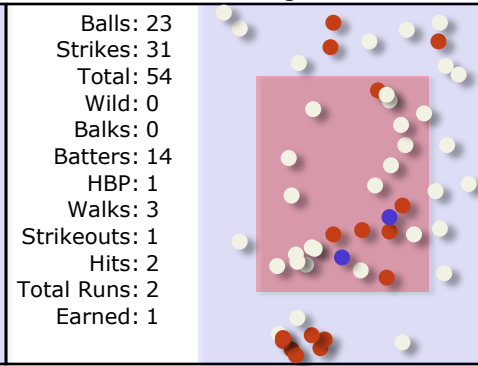 Balls: 23
Strikes: 31
Total: 54
Wild: 0
Balks: 0
Batters: 14
HBP: 1
Walks: 3
Strikeouts: 1
Hits: 2
Total Runs: 2
Earned: 1